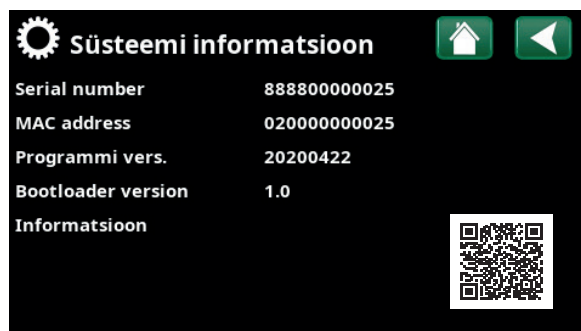 Süsteemi informatsioon
Serial number 888800000025
MAC address 020000000025
Programmi vers. 20200422
Bootloader version 1.0
Informatsioon